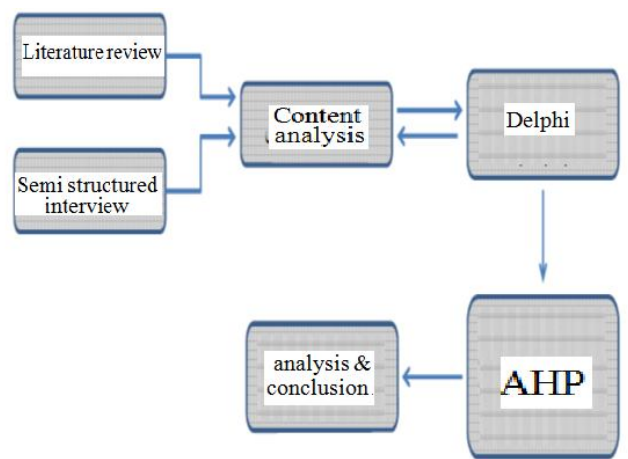 Literature review
Semi structured
interview
Content
analysis
Delphi
AHP
analysis &
conclusion